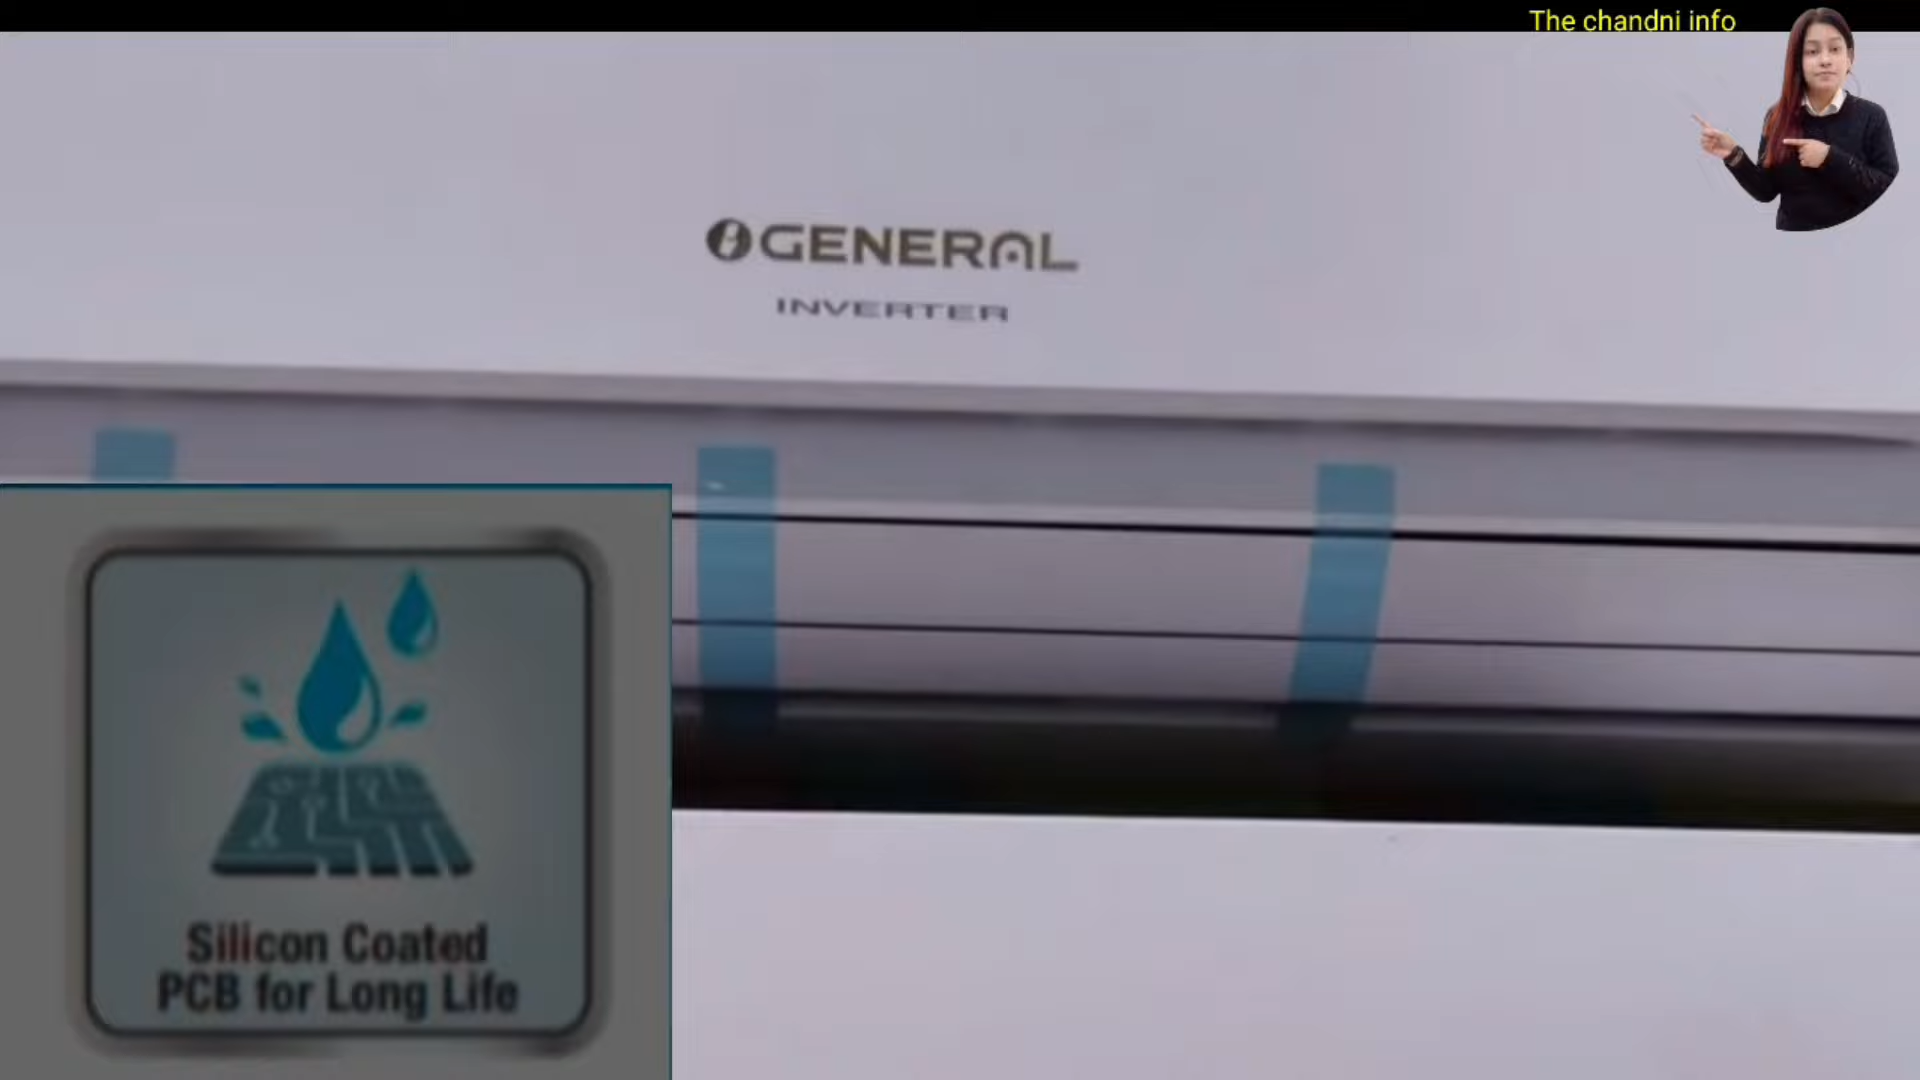 The chandni info
GENERAL
INVERTER
Silicon Coated
PCB for Long Life